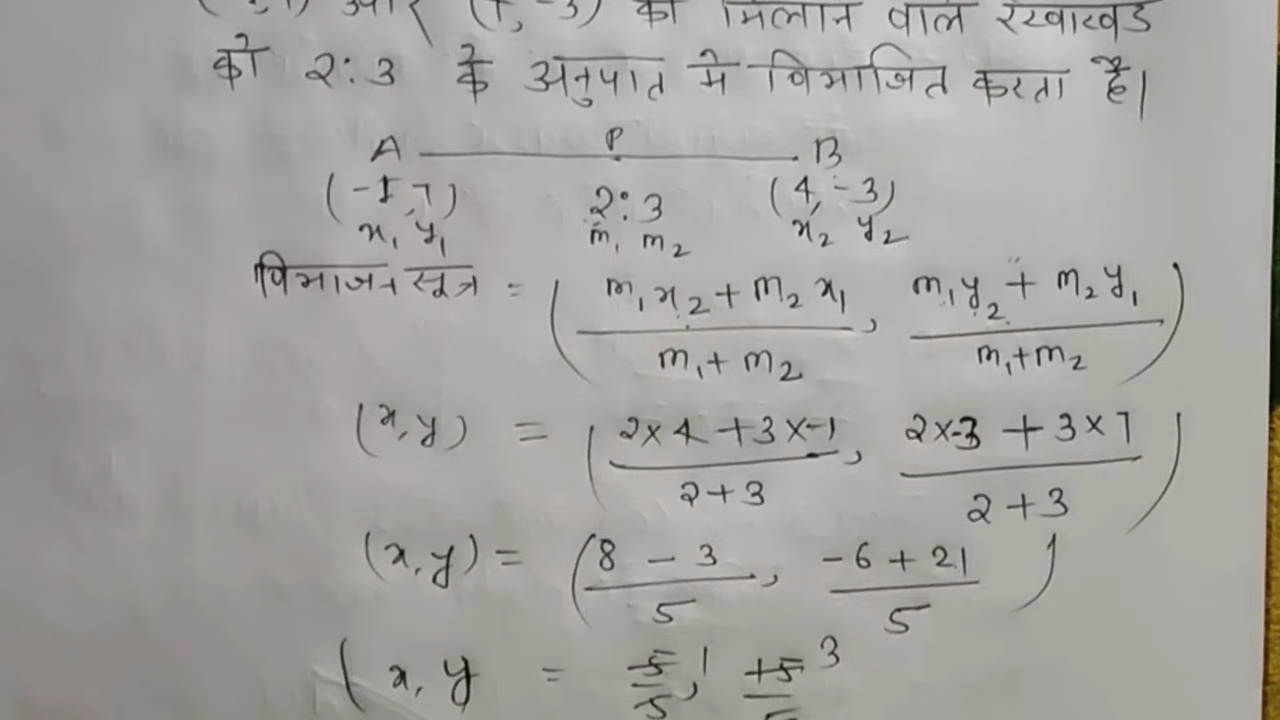 और ( , -3) को मिलाने वाले रेखाखंड
को 2:3 के अनुपात में विभाजित करता है।
A P B
(-1, 7) 2:3 (4, -3)
x₁ y₁ m₁ m₂ x₂ y₂
विभाजन सूत्र = ( (m₁x₂ + m₂x₁)/(m₁ + m₂), (m₁y₂ + m₂y₁)/(m₁+m₂) )
(x, y) = ( (2×4 + 3×-1)/(2+3), (2×-3 + 3×7)/(2+3) )
(x, y) = ( (8 - 3)/5, (-6 + 21)/5 )
(x, y = 5/5 1, 15/5 3